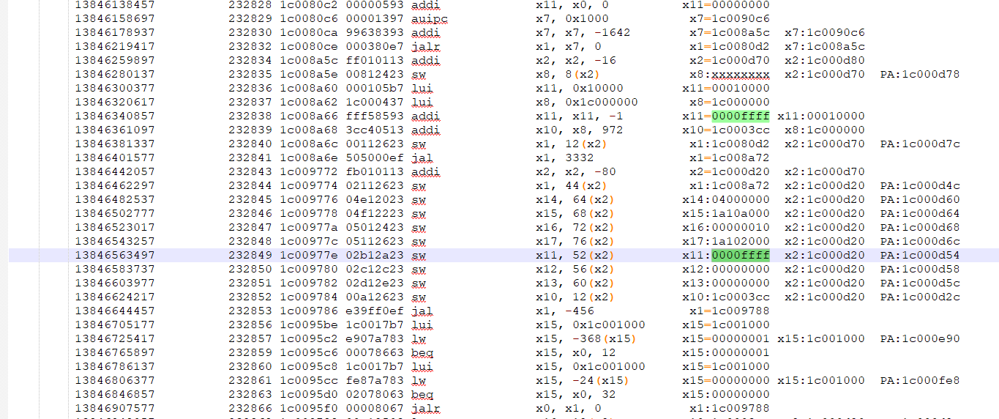 13846138457 232828 1c0080c2 00000593 addi x11, x0, 0 x11=00000000
13846158697 232829 1c0080c6 00001397 auipc x7, 0x1000 x7=1c0090c6
13846178937 232830 1c0080ca 99638393 addi x7, x7, -1642 x7=1c008a5c x7:1c0090c6
13846219417 232832 1c0080ce 000380e7 jalr x1, x7, 0 x1=1c0080d2 x7:1c008a5c
13846259897 232834 1c008a5c ff010113 addi x2, x2, -16 x2=1c000d70 x2:1c000d80
13846280137 232835 1c008a5e 00812423 sw x8, 8(x2) x8:xxxxxxxx x2:1c000d70 PA:1c000d78
13846300377 232836 1c008a60 000105b7 lui x11, 0x10000 x11=00010000
13846320617 232837 1c008a62 1c000437 lui x8, 0x1c000000 x8=1c000000
13846340857 232838 1c008a66 fff58593 addi x11, x11, -1 x11=0000ffff x11:00010000
13846361097 232839 1c008a68 3cc40513 addi x10, x8, 972 x10=1c0003cc x8:1c000000
13846381337 232840 1c008a6c 00112623 sw x1, 12(x2) x1:1c0080d2 x2:1c000d70 PA:1c000d7c
13846401577 232841 1c008a6e 505000ef jal x1, 3332 x1=1c008a72
13846442057 232843 1c009772 fb010113 addi x2, x2, -80 x2=1c000d20 x2:1c000d70
13846462297 232844 1c009774 02112623 sw x1, 44(x2) x1:1c008a72 x2:1c000d20 PA:1c000d4c
13846482537 232845 1c009776 04e12023 sw x14, 64(x2) x14:04000000 x2:1c000d20 PA:1c000d60
13846502777 232846 1c009778 04f12223 sw x15, 68(x2) x15:1a10a000 x2:1c000d20 PA:1c000d64
13846523017 232847 1c00977a 05012423 sw x16, 72(x2) x16:00000010 x2:1c000d20 PA:1c000d68
13846543257 232848 1c00977c 05112623 sw x17, 76(x2) x17:1a102000 x2:1c000d20 PA:1c000d6c
13846563497 232849 1c00977e 02b12a23 sw x11, 52(x2) x11:0000ffff x2:1c000d20 PA:1c000d54
13846583737 232850 1c009780 02c12c23 sw x12, 56(x2) x12:00000000 x2:1c000d20 PA:1c000d58
13846603977 232851 1c009782 02d12e23 sw x13, 60(x2) x13:00000000 x2:1c000d20 PA:1c000d5c
13846624217 232852 1c009784 00a12623 sw x10, 12(x2) x10:1c0003cc x2:1c000d20 PA:1c000d2c
13846644457 232853 1c009786 e39ff0ef jal x1, -456 x1=1c009788
13846705177 232856 1c0095be 1c0017b7 lui x15, 0x1c001000 x15=1c001000
13846725417 232857 1c0095c2 e907a783 lw x15, -368(x15) x15=00000001 x15:1c001000 PA:1c000e90
13846765897 232859 1c0095c6 00078663 beq x15, x0, 12 x15:00000001
13846786137 232860 1c0095c8 1c0017b7 lui x15, 0x1c001000 x15=1c001000
13846806377 232861 1c0095cc fe87a783 lw x15, -24(x15) x15=00000000 x15:1c001000 PA:1c000fe8
13846846857 232863 1c0095d0 02078063 beq x15, x0, 32 x15:00000000
13846907577 232866 1c0095f0 00008067 jalr x0, x1, 0 x1:1c009788